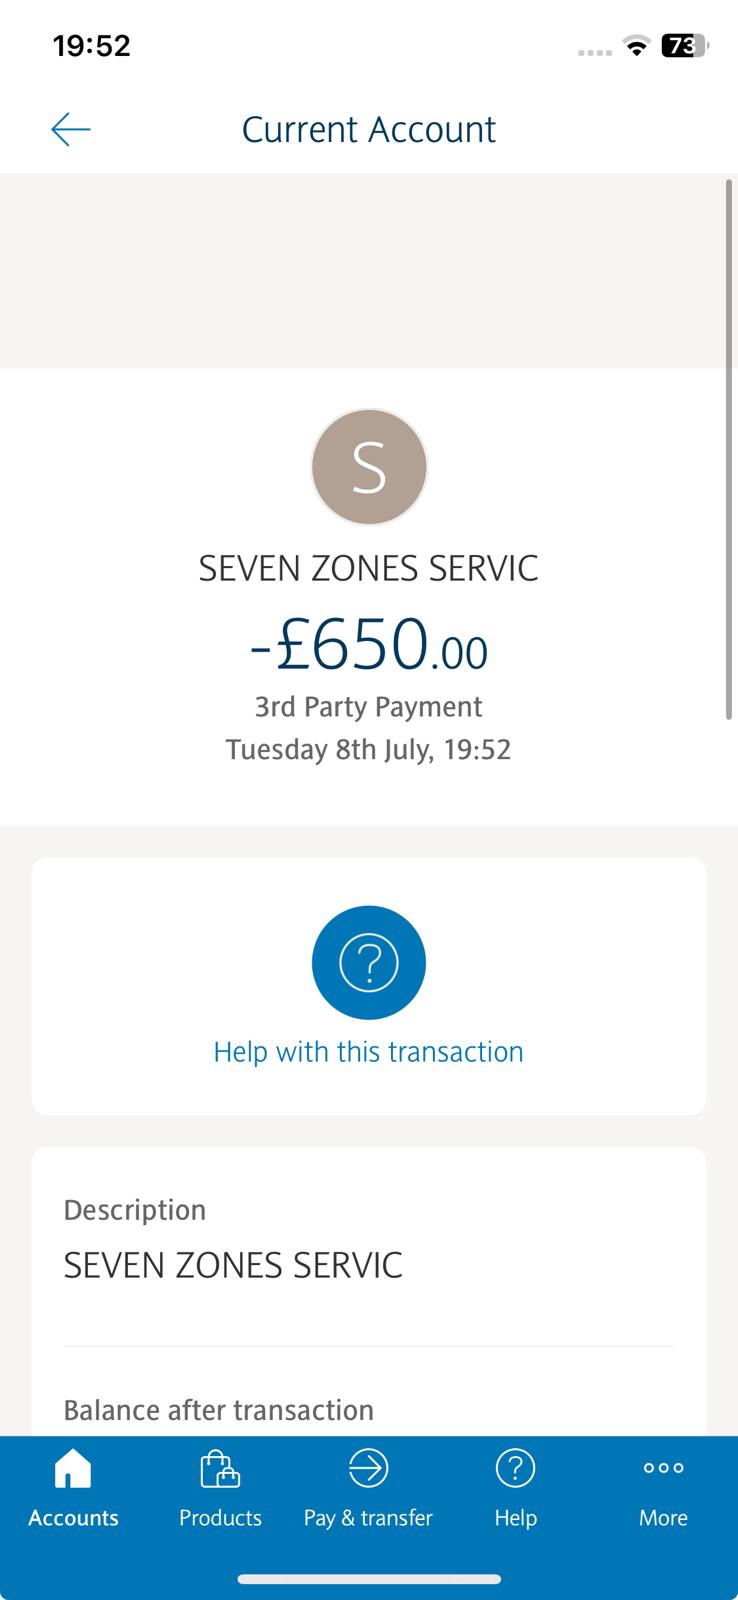 19:52
73
Current Account
S
SEVEN ZONES SERVIC
-£650.00
3rd Party Payment
Tuesday 8th July, 19:52
?
Help with this transaction
Description
SEVEN ZONES SERVIC
Balance after transaction
Accounts
Products
Pay & transfer
?
Help
More